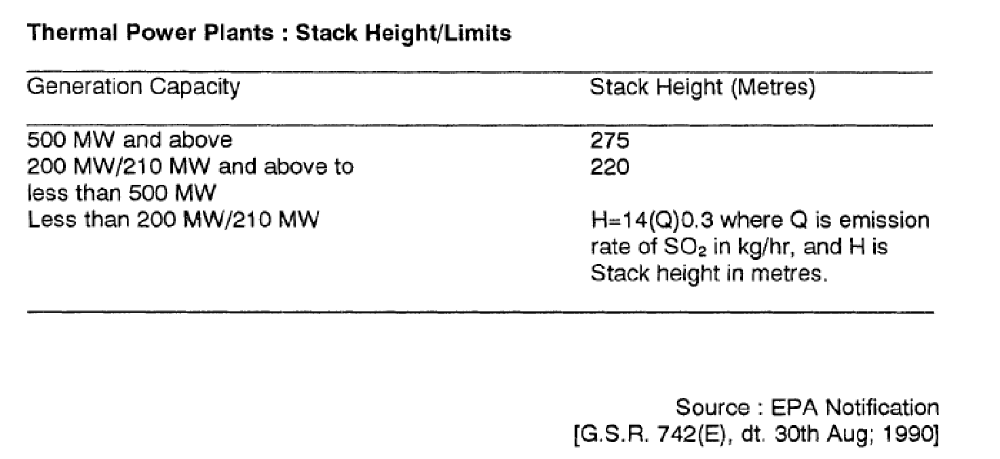 Thermal Power Plants : Stack Height/Limits
Generation Capacity Stack Height (Metres)
500 MW and above 275
200 MW/210 MW and above to 220
less than 500 MW
Less than 200 MW/210 MW H=14(Q)0.3 where Q is emission
rate of SO₂ in kg/hr, and H is
Stack height in metres.
Source : EPA Notification
[G.S.R. 742(E), dt. 30th Aug; 1990]